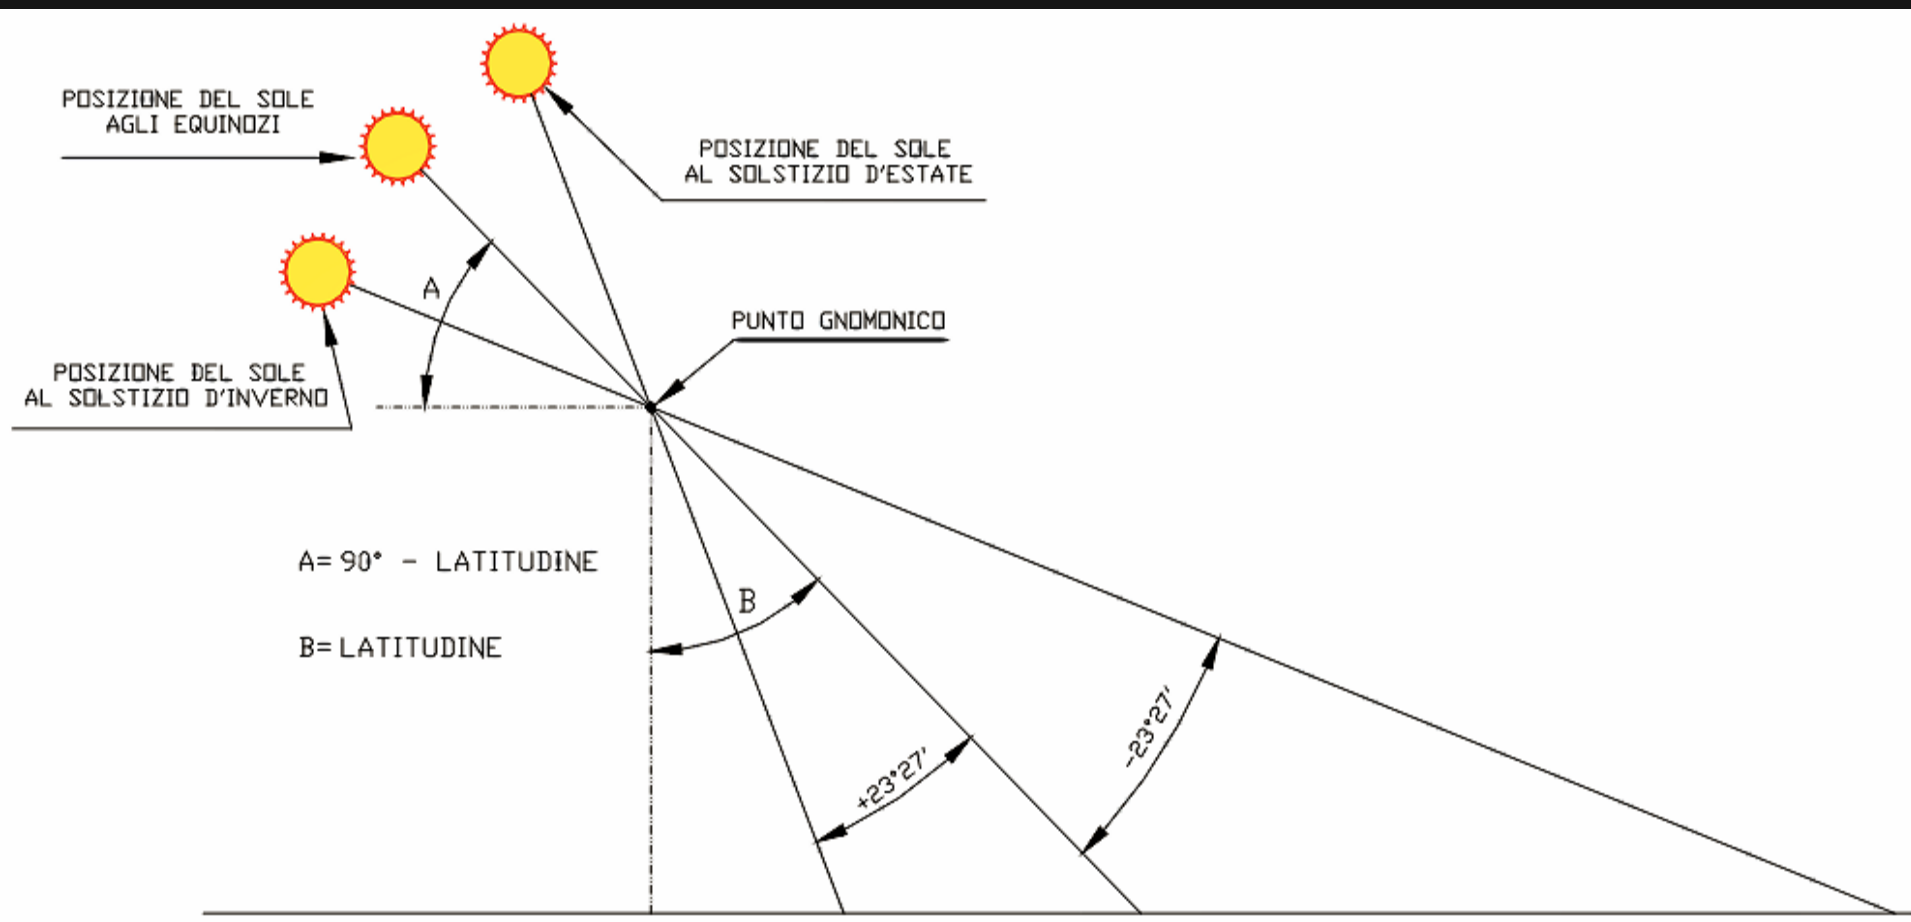 POSIZIONE DEL SOLE
AGLI EQUINOZI
POSIZIONE DEL SOLE
AL SOLSTIZIO D'ESTATE
A
PUNTO GNOMONICO
POSIZIONE DEL SOLE
AL SOLSTIZIO D'INVERNO
A= 90° - LATITUDINE
B
B= LATITUDINE
+23°27'
-23°27'